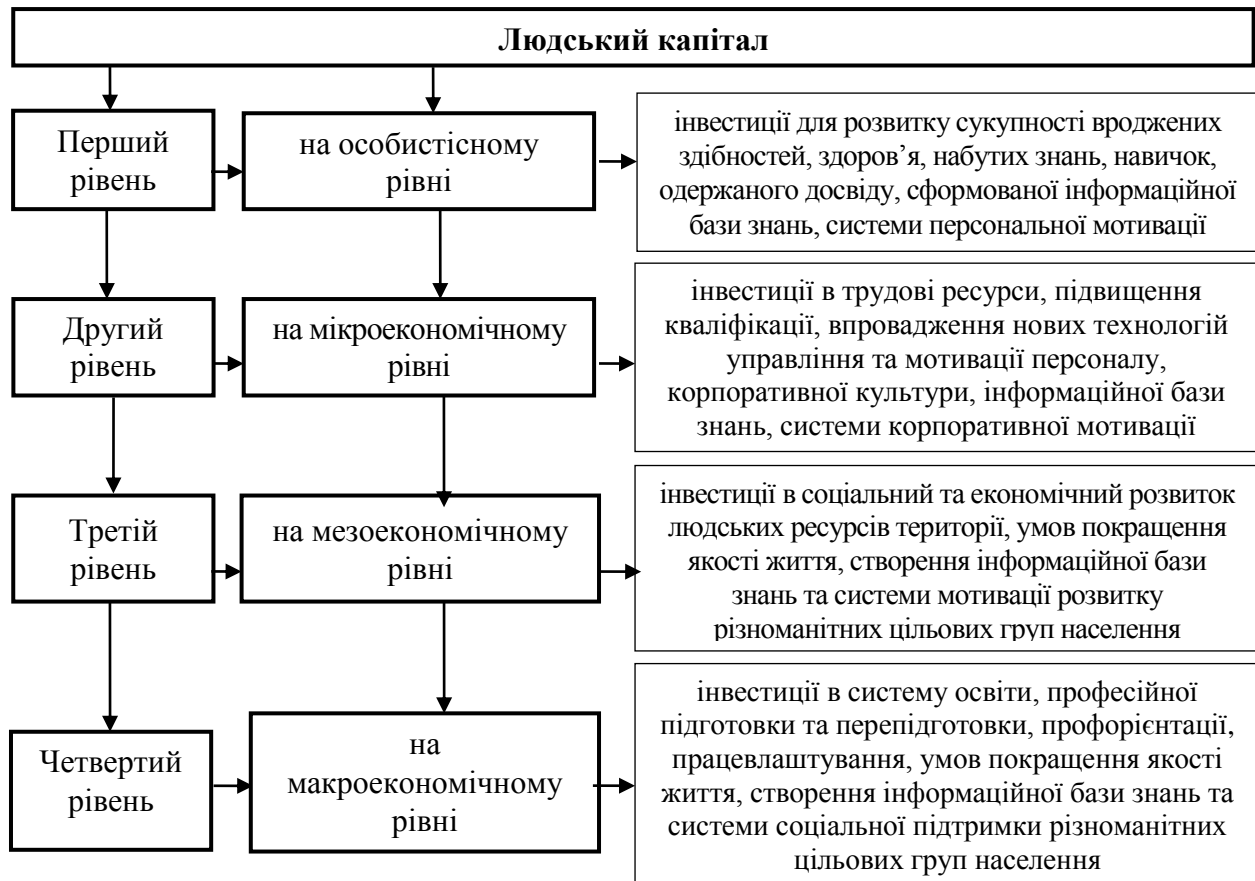 Людський капітал
Перший
рівень
на особистісному
рівні
інвестиції для розвитку сукупності вроджених
здібностей, здоров’я, набутих знань, навичок,
одержаного досвіду, сформованої інформаційної
бази знань, системи персональної мотивації
Другий
рівень
на мікроекономічному
рівні
інвестиції в трудові ресурси, підвищення
кваліфікації, впровадження нових технологій
управління та мотивації персоналу,
корпоративної культури, інформаційної бази
знань, системи корпоративної мотивації
Третій
рівень
на мезоекономічному
рівні
інвестиції в соціальний та економічний розвиток
людських ресурсів території, умов покращення
якості життя, створення інформаційної бази
знань та системи мотивації розвитку
різноманітних цільових груп населення
Четвертий
рівень
на
макроекономічному
рівні
інвестиції в систему освіти, професійної
підготовки та перепідготовки, профорієнтації,
працевлаштування, умов покращення якості
життя, створення інформаційної бази знань та
системи соціальної підтримки різноманітних
цільових груп населення